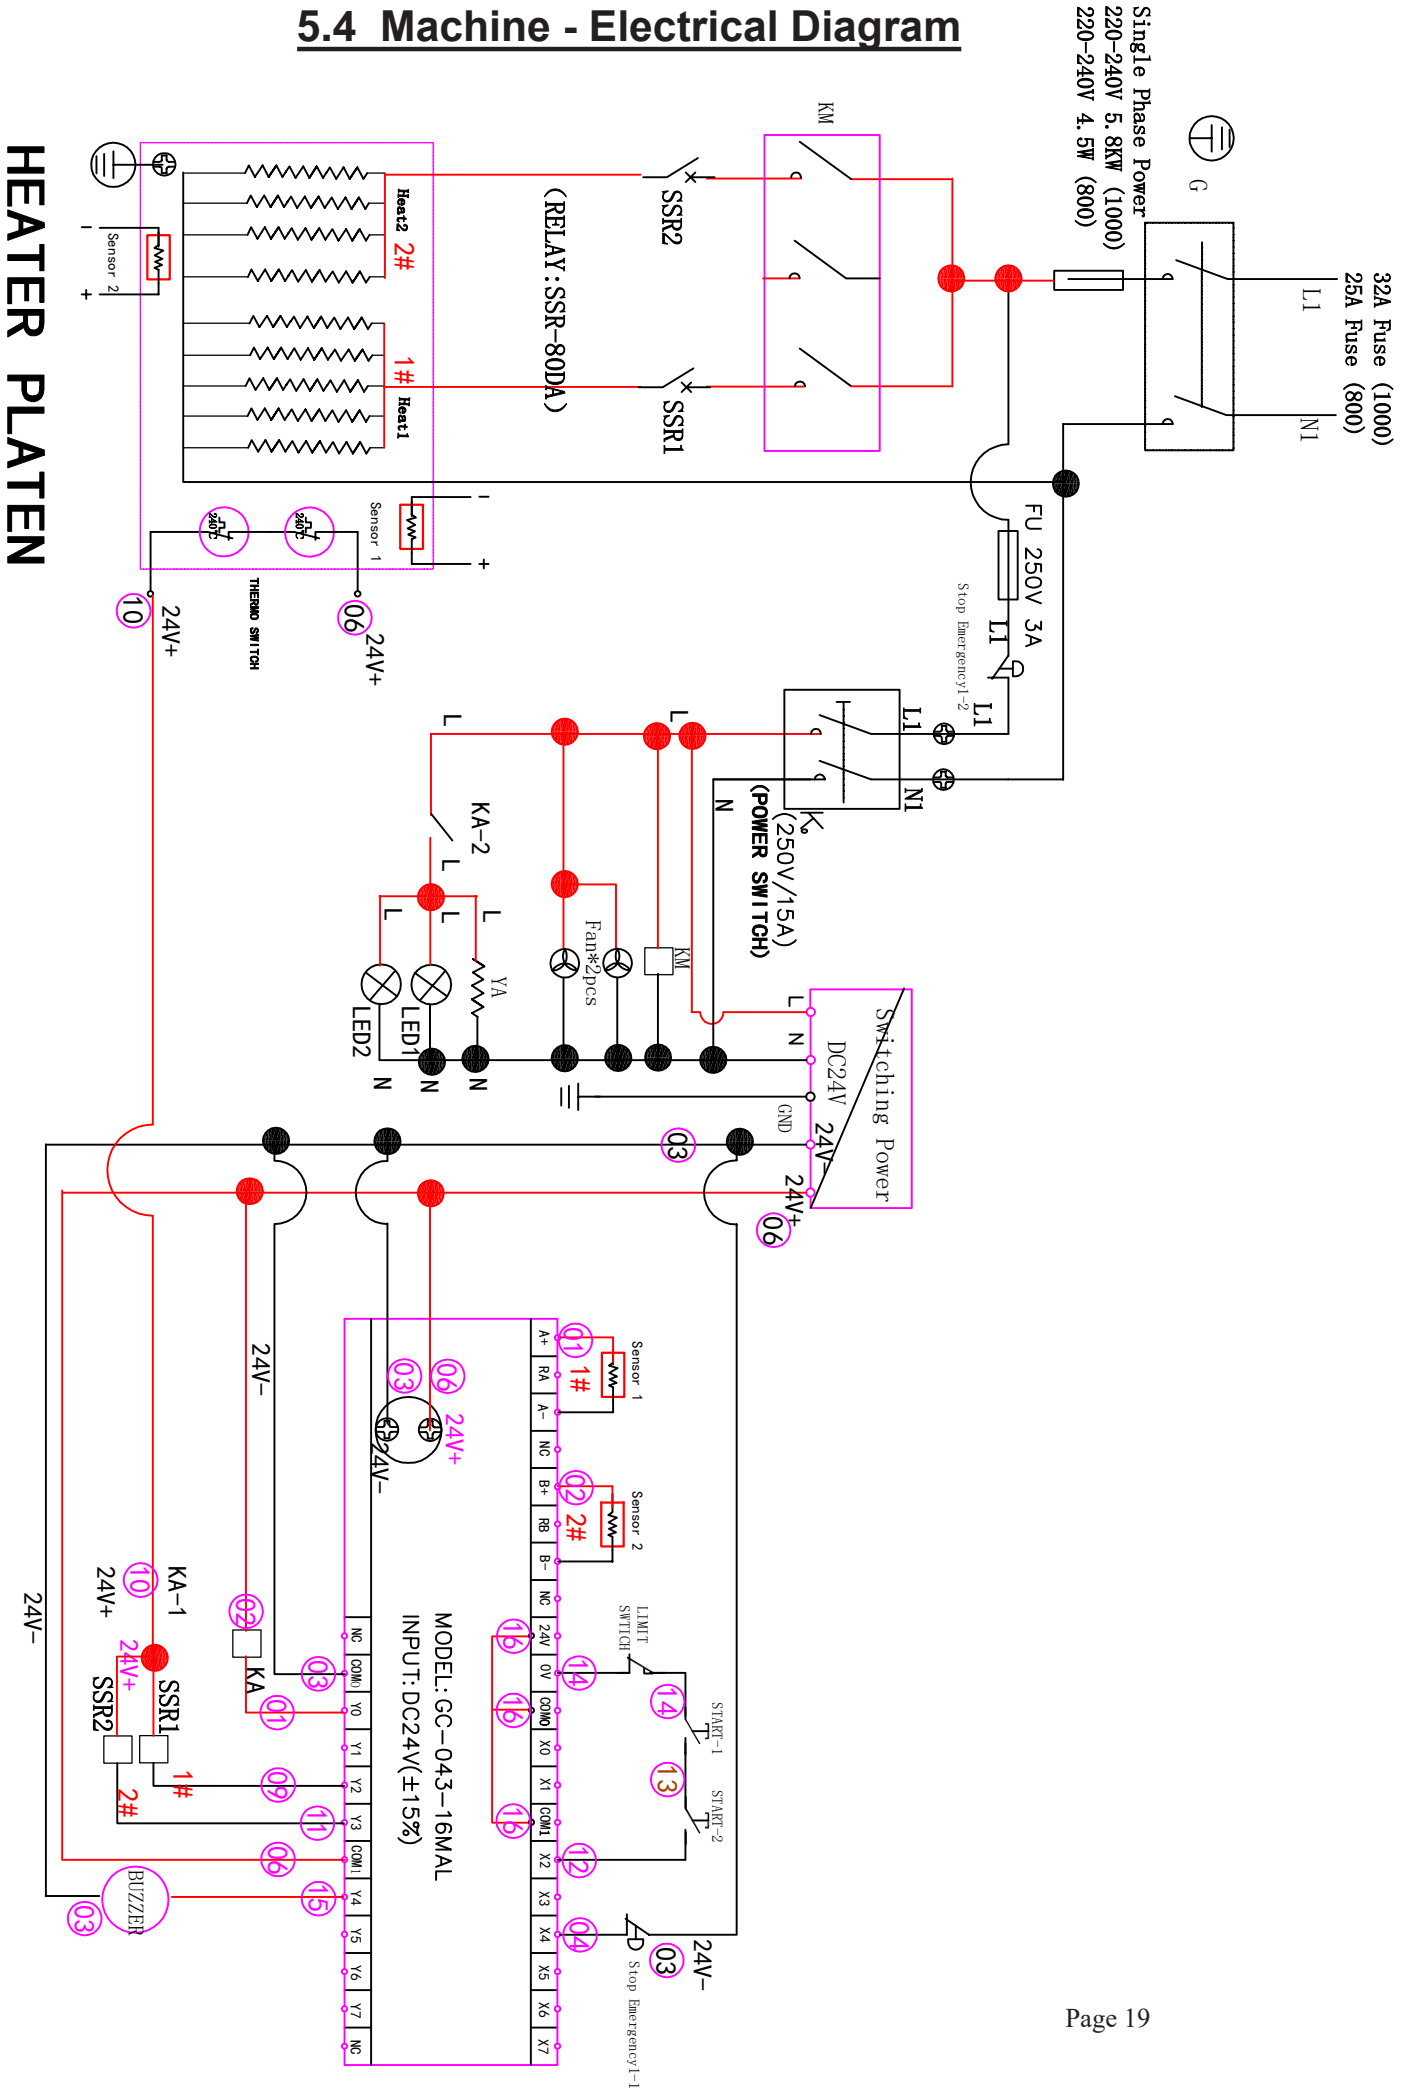 5.4 Machine - Electrical Diagram
Single Phase Power
220-240V 5.8KW (1000)
220-240V 4.5W (800)
G
32A Fuse (1000)
25A Fuse (800)
L1
N1
KM
SSR2
SSR1
(RELAY:SSR-80DA)
Heat2
2#
1#
Heat1
Sensor 2
-
+
Sensor 1
-
+
240℃
240℃
THERMO SWITCH
HEATER PLATEN
10
24V+
06
24V+
FU 250V 3A
Stop Emergency1-2
L1
L1
L1
N1
K
(250V/15A)
(POWER SWITCH)
L
L
N
KA-2
L
L
L
L
YA
LED1
LED2
N
N
N
Fan*2pcs
KM
L
N
GND
24V-
24V+
DC24V
Switching Power
03
06
24V-
03
06
24V+
24V-
01
1#
Sensor 1
02
2#
Sensor 2
A+
RA
A-
NC
B+
RB
B-
NC
24V
0V
COM0
X0
X1
COM1
X2
X3
X4
X5
X6
X7
16
16
16
14
LIMIT
SWTICH
14
START-1
13
START-2
12
04
03
24V-
Stop Emergency1-1
MODEL: GC-043-16MAL
INPUT: DC24V(±15%)
NC
COM0
Y0
Y1
Y2
Y3
COM1
Y4
Y5
Y6
Y7
NC
02
KA
03
01
09
11
06
15
KA-1
10
24V+
24V+
SSR1
SSR2
1#
2#
BUZZER
03
24V-
Page 19